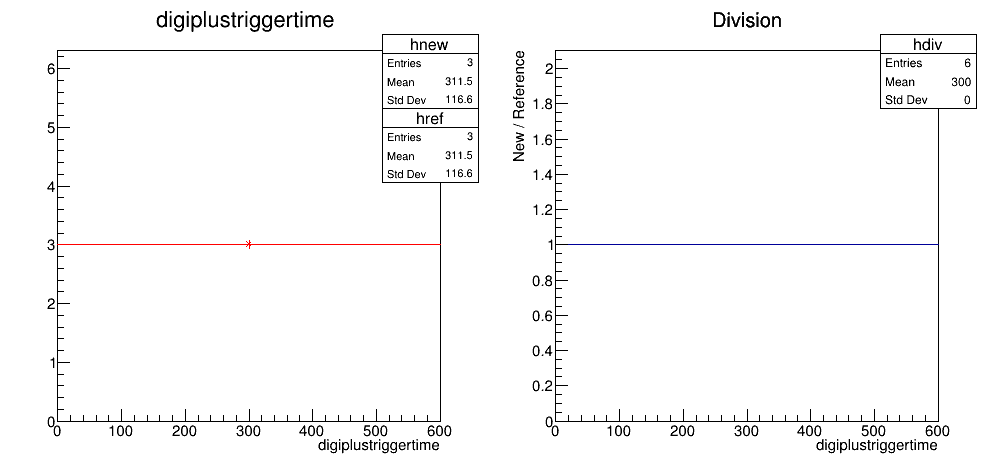 digiplustriggertime
hnew
Entries 3
Mean 311.5
Std Dev 116.6
href
Entries 3
Mean 311.5
Std Dev 116.6
6
5
4
3
2
1
0
0 100 200 300 400 500 600
digiplustriggertime
Division
hdiv
Entries 6
Mean 300
Std Dev 0
New / Reference
2
1.8
1.6
1.4
1.2
1
0.8
0.6
0.4
0.2
0
0 100 200 300 400 500 600
digiplustriggertime